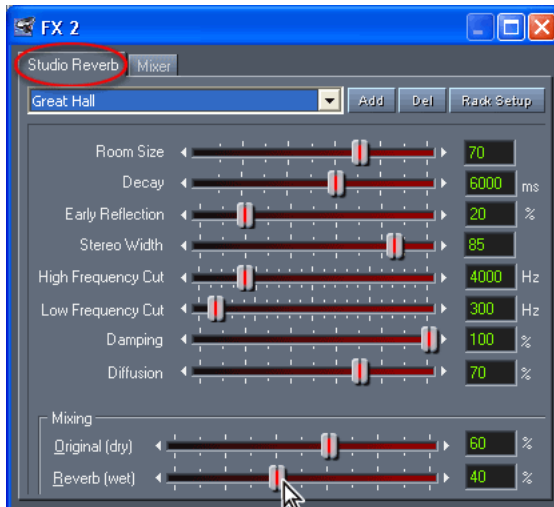 FX 2
Studio Reverb Mixer
Great Hall Add Del Rack Setup
Room Size 70
Decay 6000 ms
Early Reflection 20 %
Stereo Width 85
High Frequency Cut 4000 Hz
Low Frequency Cut 300 Hz
Damping 100 %
Diffusion 70 %
Mixing
Original (dry) 60 %
Reverb (wet) 40 %